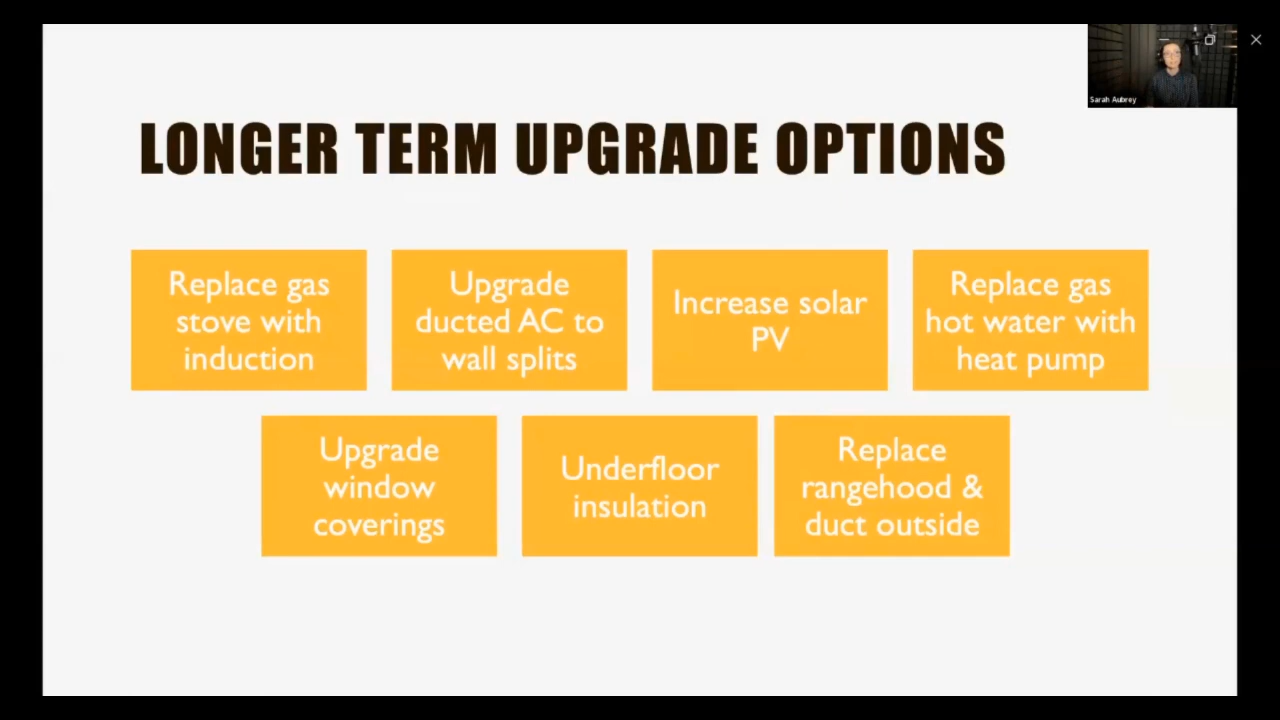 Sarah Aubrey
LONGER TERM UPGRADE OPTIONS
Replace gas
stove with
induction
Upgrade
ducted AC to
wall splits
Increase solar
PV
Replace gas
hot water with
heat pump
Upgrade
window
coverings
Underfloor
insulation
Replace
rangehood &
duct outside